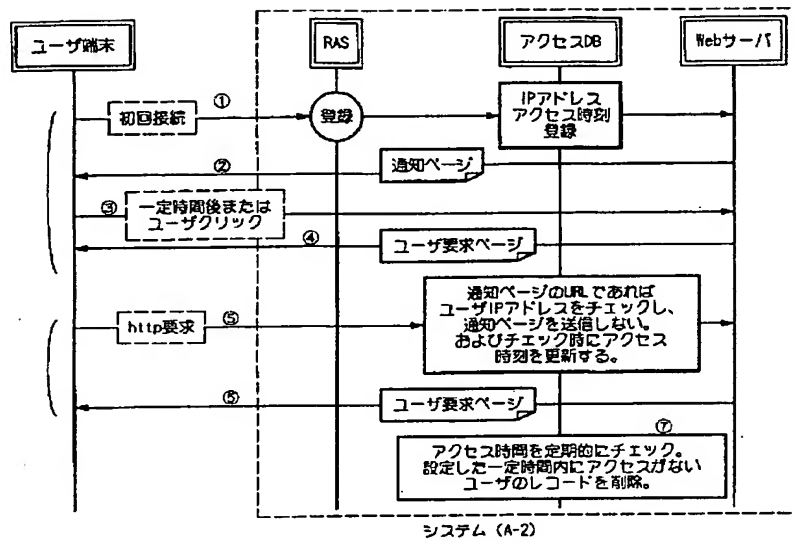 ユーザ端末
RAS
アクセスDB
Webサーバ
初回接続
①
登録
IPアドレス
アクセス時刻
登録
②
通知ページ
③
一定時間後または
ユーザクリック
④
ユーザ要求ページ
http要求
⑤
通知ページのURLであれば
ユーザIPアドレスをチェックし、
通知ページを送信しない。
およびチェック時にアクセス
時刻を更新する。
⑤
ユーザ要求ページ
⑦
アクセス時間を定期的にチェック。
設定した一定時間内にアクセスがない
ユーザのレコードを削除。
システム (A-2)